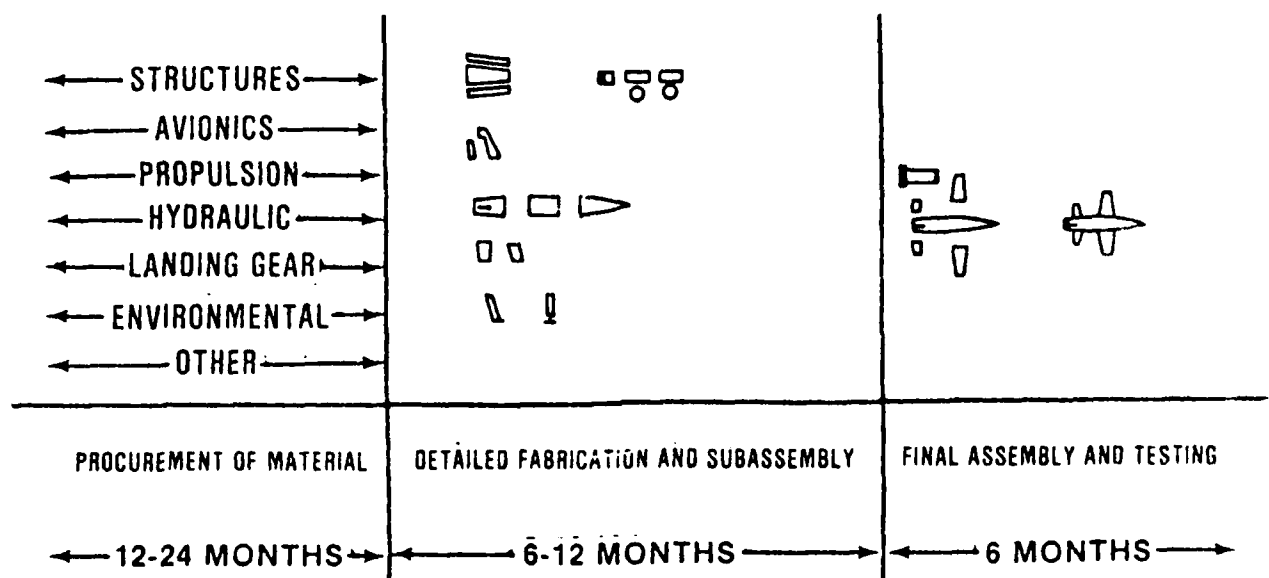 STRUCTURES
AVIONICS
PROPULSION
HYDRAULIC
LANDING GEAR
ENVIRONMENTAL
OTHER
PROCUREMENT OF MATERIAL
DETAILED FABRICATION AND SUBASSEMBLY
FINAL ASSEMBLY AND TESTING
12-24 MONTHS
6-12 MONTHS
6 MONTHS